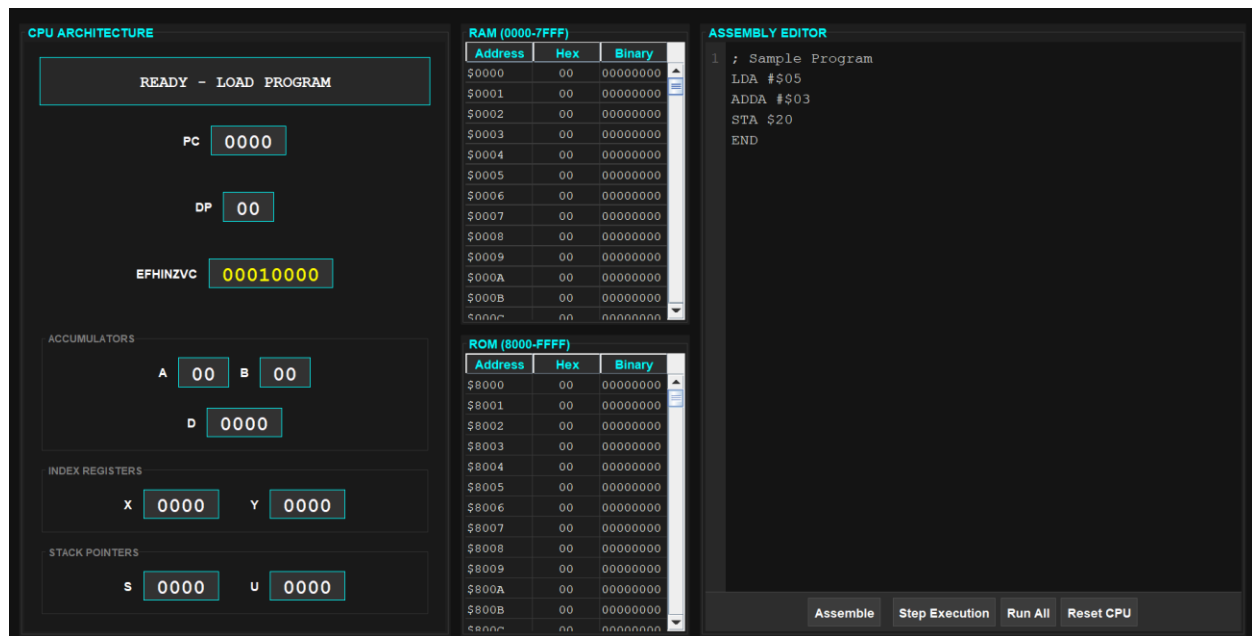 CPU ARCHITECTURE
READY - LOAD PROGRAM
PC 0000
DP 00
EFHINZVC 00010000
ACCUMULATORS
A 00 B 00
D 0000
INDEX REGISTERS
X 0000 Y 0000
STACK POINTERS
S 0000 U 0000
RAM (0000-7FFF)
Address Hex Binary
$0000 00 00000000
$0001 00 00000000
$0002 00 00000000
$0003 00 00000000
$0004 00 00000000
$0005 00 00000000
$0006 00 00000000
$0007 00 00000000
$0008 00 00000000
$0009 00 00000000
$000A 00 00000000
$000B 00 00000000
$000C 00 00000000
ROM (8000-FFFF)
Address Hex Binary
$8000 00 00000000
$8001 00 00000000
$8002 00 00000000
$8003 00 00000000
$8004 00 00000000
$8005 00 00000000
$8006 00 00000000
$8007 00 00000000
$8008 00 00000000
$8009 00 00000000
$800A 00 00000000
$800B 00 00000000
$800C 00 00000000
ASSEMBLY EDITOR
1 ; Sample Program
LDA #$05
ADDA #$03
STA $20
END
Assemble Step Execution Run All Reset CPU